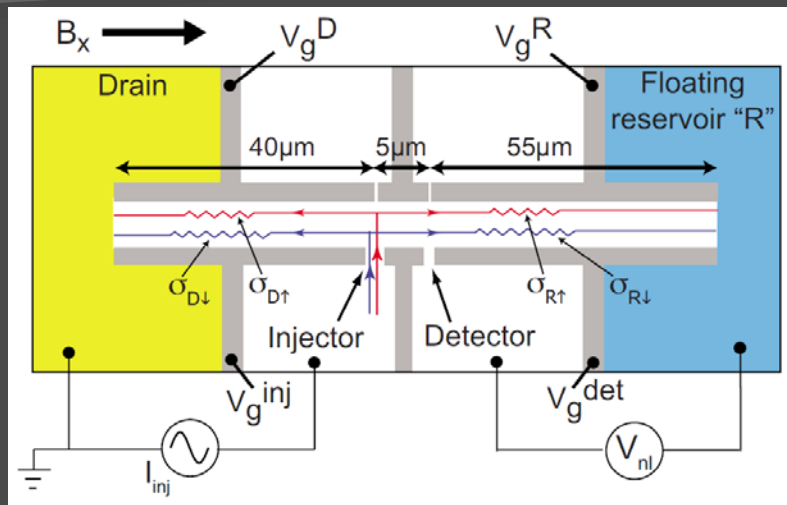 Bx
VgD
VgR
Drain
Floating
reservoir "R"
40μm
5μm
55μm
σD↓
σD↑
σR↑
σR↓
Injector
Detector
Vginj
Vgdet
Iinj
Vnl